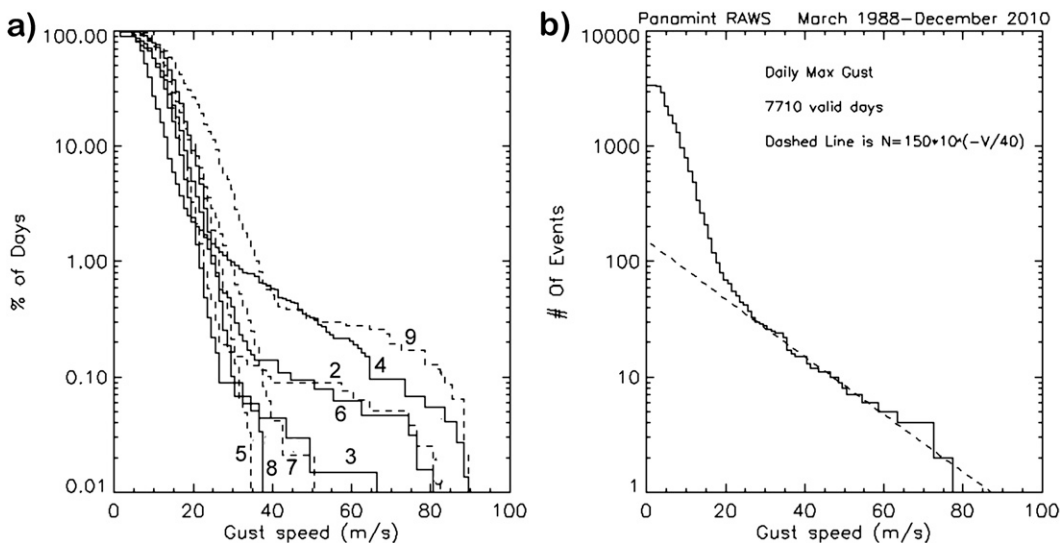 a)
100.00
10.00
1.00
0.10
0.01
% of Days
0 20 40 60 80 100
Gust speed (m/s)
9
4
2
6
5
8
7
3
b)
Panamint RAWS March 1988-December 2010
10000
1000
100
10
1
# Of Events
Daily Max Gust
7710 valid days
Dashed Line is N=150*10^(-V/40)
0 20 40 60 80 100
Gust speed (m/s)